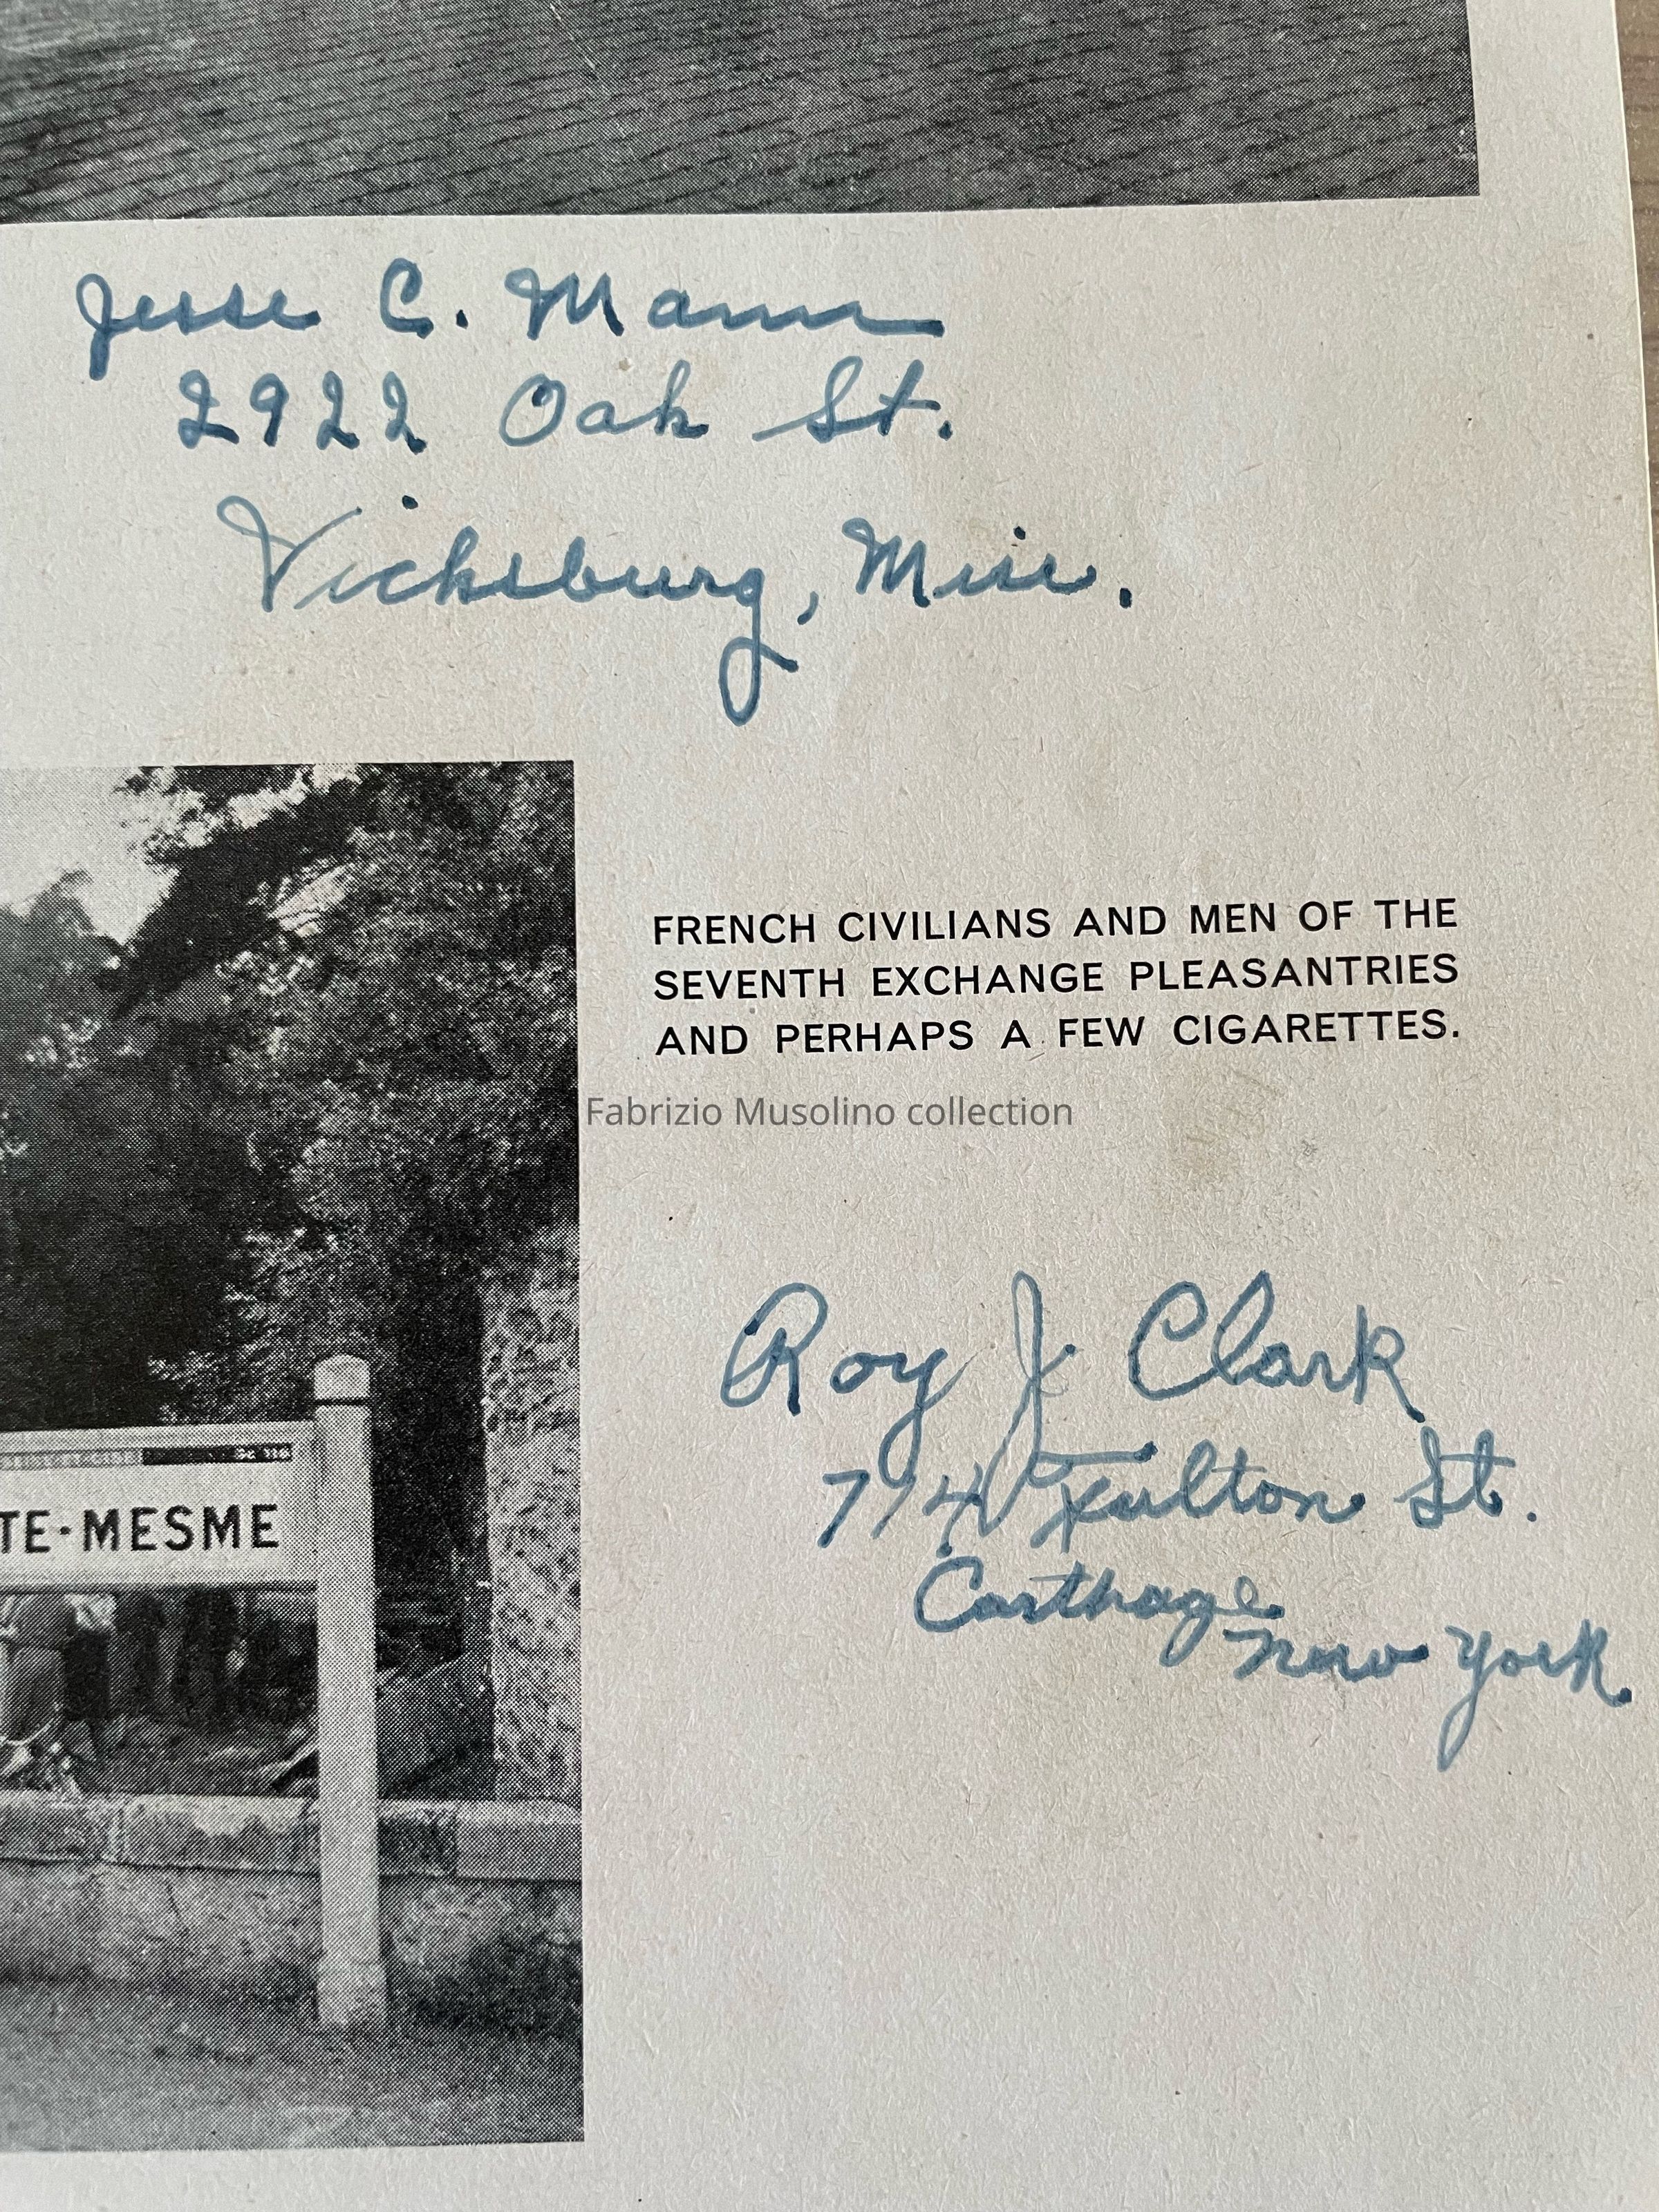 Jesse C. Mann
2922 Oak St.
Vicksburg, Miss.
FRENCH CIVILIANS AND MEN OF THE
SEVENTH EXCHANGE PLEASANTRIES
AND PERHAPS A FEW CIGARETTES.
Fabrizio Musolino collection
Roy J. Clark
714 Fulton St.
Carthage
New York.
TE-MESME